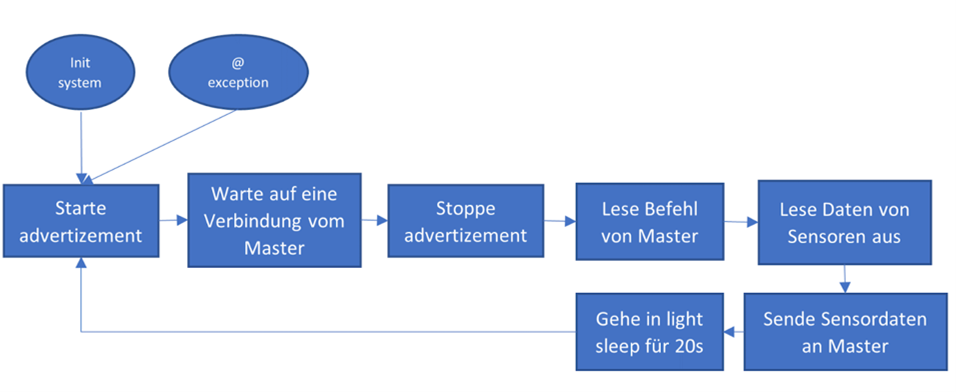 Init
system
@
exception
Starte
advertizement
Warte auf eine
Verbindung vom
Master
Stoppe
advertizement
Lese Befehl
von Master
Lese Daten von
Sensoren aus
Sende Sensordaten
an Master
Gehe in light
sleep für 20s